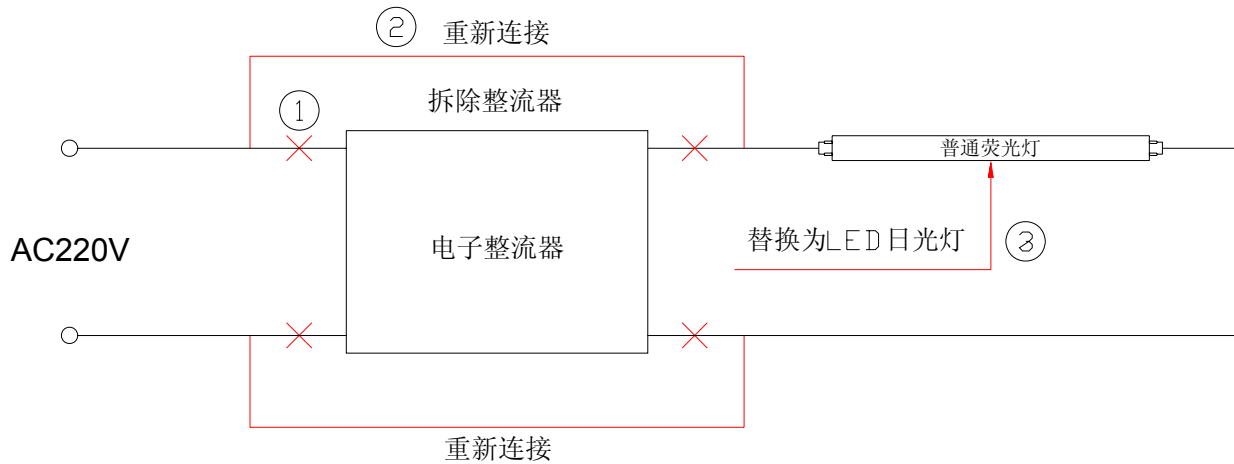 ② 重新连接
① 拆除整流器
普通荧光灯
AC220V
电子整流器
替换为LED日光灯 ③
重新连接